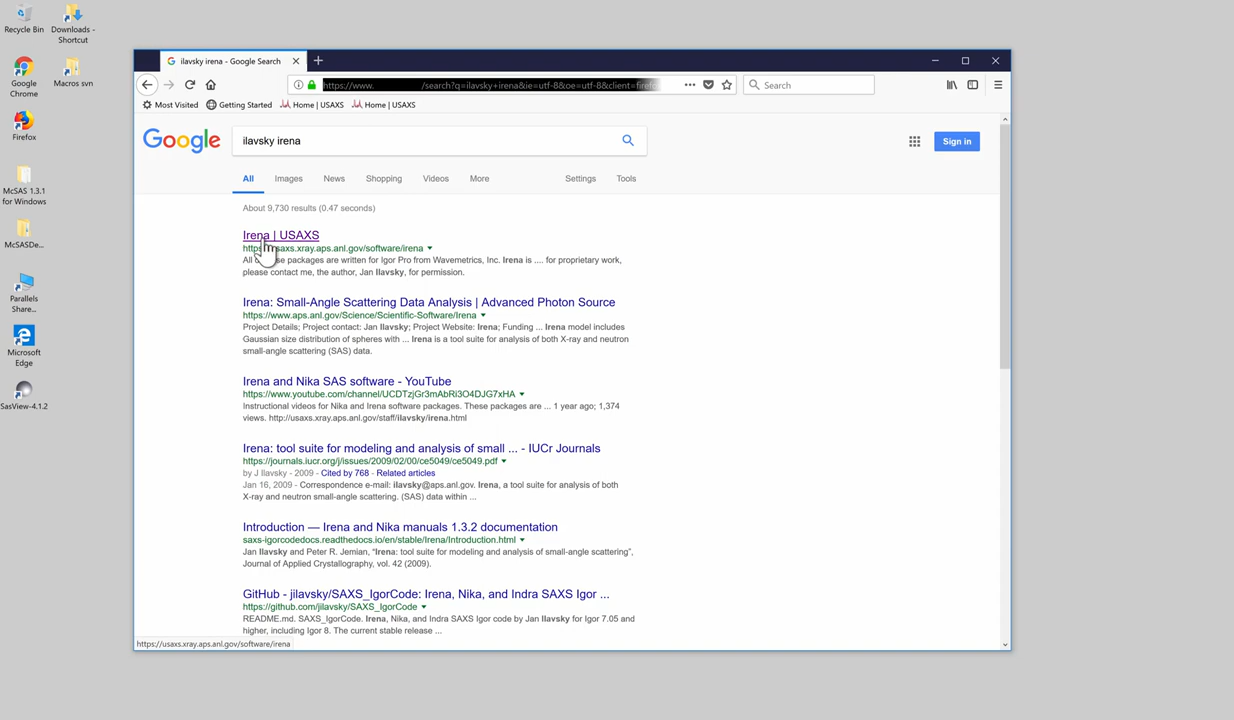 Recycle Bin
Downloads -
Shortcut
Google
Chrome
Macros svn
Firefox
McSAS 1.3.1
for Windows
McSASDe...
Parallels
Share...
Microsoft
Edge
SasView-4.1.2
ilavsky irena - Google Search
https://www. /search?q=ilavsky+irena&ie=utf-8&oe=utf-8&client=firefo
Search
Most Visited
Getting Started
Home | USAXS
Home | USAXS
Google
ilavsky irena
Sign in
All
Images
News
Shopping
Videos
More
Settings
Tools
About 9,730 results (0.47 seconds)
Irena | USAXS
https://usaxs.xray.aps.anl.gov/software/irena
All packages are written for Igor Pro from Wavemetrics, Inc. Irena is .... for proprietary work,
please contact me, the author, Jan Ilavsky, for permission.
Irena: Small-Angle Scattering Data Analysis | Advanced Photon Source
https://www.aps.anl.gov/Science/Scientific-Software/Irena
Project Details; Project contact: Jan Ilavsky; Project Website: Irena; Funding ... Irena model includes
Gaussian size distribution of spheres with ... Irena is a tool suite for analysis of both X-ray and neutron
small-angle scattering (SAS) data.
Irena and Nika SAS software - YouTube
https://www.youtube.com/channel/UCDTzjGr3mAbRi3O4DJG7xHA
Instructional videos for Nika and Irena software packages. These packages are ... 1 year ago; 1,374
views. http://usaxs.xray.aps.anl.gov/staff/ilavsky/irena.html
Irena: tool suite for modeling and analysis of small ... - IUCr Journals
https://journals.iucr.org/j/issues/2009/02/00/ce5049/ce5049.pdf
by J Ilavsky - 2009 - Cited by 768 - Related articles
Jan 16, 2009 - Correspondence e-mail: ilavsky@aps.anl.gov. Irena, a tool suite for analysis of both
X-ray and neutron small-angle scattering. (SAS) data within ...
Introduction — Irena and Nika manuals 1.3.2 documentation
saxs-igorcodedocs.readthedocs.io/en/stable/Irena/Introduction.html
Jan Ilavsky and Peter R. Jemian, “Irena: tool suite for modeling and analysis of small-angle scattering”,
Journal of Applied Crystallography, vol. 42 (2009).
GitHub - jilavsky/SAXS_IgorCode: Irena, Nika, and Indra SAXS Igor ...
https://github.com/jilavsky/SAXS_IgorCode
README.md. SAXS_IgorCode. Irena, Nika, and Indra SAXS Igor code by Jan Ilavsky for Igor 7.05 and
higher, including Igor 8. The current stable release ...
https://usaxs.xray.aps.anl.gov/software/irena